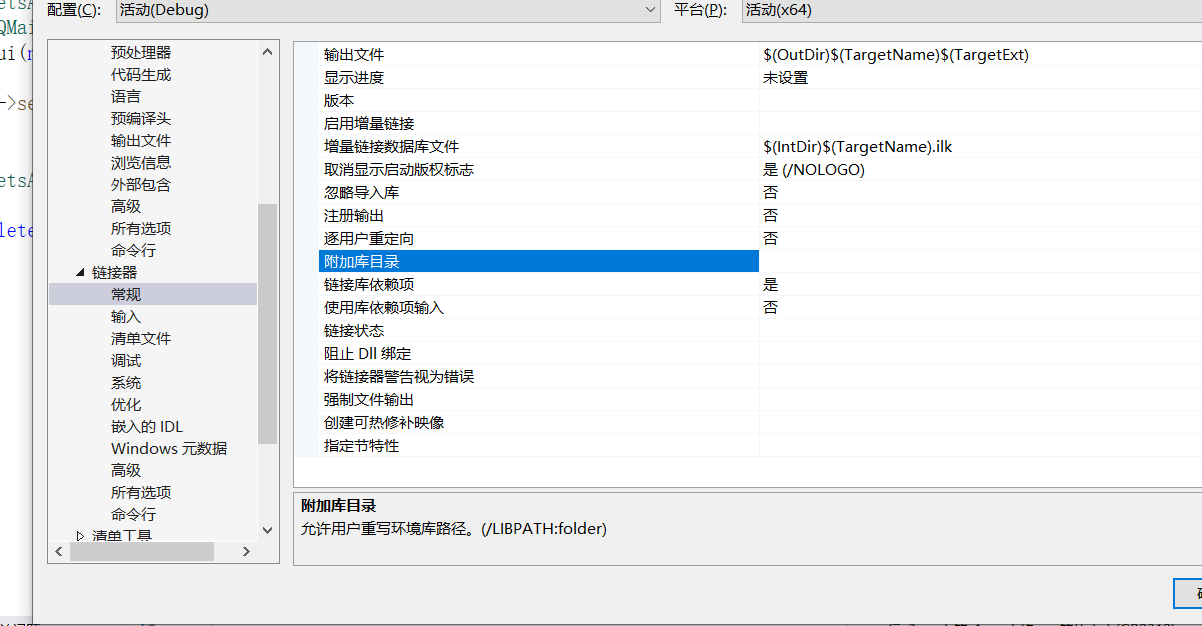 配置(C): 活动(Debug) 平台(P): 活动(x64)
预处理器
代码生成
语言
预编译头
输出文件
浏览信息
外部包含
高级
所有选项
命令行
链接器
常规
输入
清单文件
调试
系统
优化
嵌入的 IDL
Windows 元数据
高级
所有选项
命令行
清单工具
输出文件 $(OutDir)$(TargetName)$(TargetExt)
显示进度 未设置
版本
启用增量链接
增量链接数据库文件 $(IntDir)$(TargetName).ilk
取消显示启动版权标志 是 (/NOLOGO)
忽略导入库 否
注册输出 否
逐用户重定向 否
附加库目录
链接库依赖项 是
使用库依赖项输入 否
链接状态
阻止 Dll 绑定
将链接器警告视为错误
强制文件输出
创建可热修补映像
指定节特性
附加库目录
允许用户重写环境库路径。(/LIBPATH:folder)